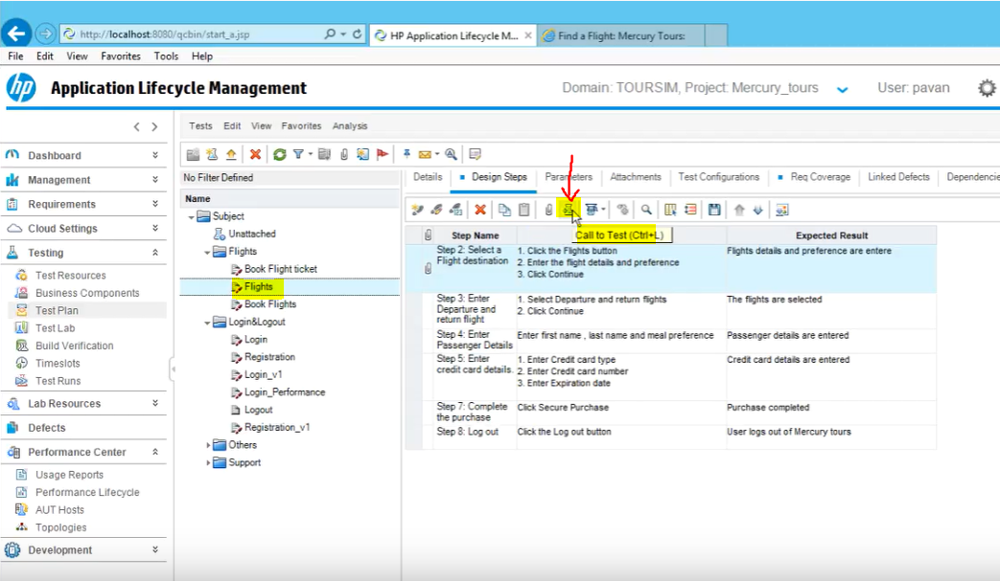 http://localhost:8080/qcbin/start_a.jsp
HP Application Lifecycle M...
Find a Flight: Mercury Tours:
File Edit View Favorites Tools Help
hp Application Lifecycle Management
Domain: TOURSIM, Project: Mercury_tours
User: pavan
Dashboard
Management
Requirements
Cloud Settings
Testing
Test Resources
Business Components
Test Plan
Test Lab
Build Verification
Timeslots
Test Runs
Lab Resources
Defects
Performance Center
Usage Reports
Performance Lifecycle
AUT Hosts
Topologies
Development
Tests Edit View Favorites Analysis
No Filter Defined
Name
Subject
Unattached
Flights
Book Flight ticket
Flights
Book Flights
Login&Logout
Login
Registration
Login_v1
Login_Performance
Logout
Registration_v1
Others
Support
Details Design Steps Parameters Attachments Test Configurations Req Coverage Linked Defects Dependencie
Call to Test (Ctrl+L)
Step Name Expected Result
Step 2: Select a
Flight destination
1. Click the Flights button
2. Enter the flight details and preference
3. Click Continue
Flights details and preference are entere
Step 3: Enter
Departure and
return flight
1. Select Departure and return flights
2. Click Continue
The flights are selected
Step 4: Enter
Passenger Details
Enter first name , last name and meal preference
Passenger details are entered
Step 5: Enter
credit card details.
1. Enter Credit card type
2. Enter Credit card number
3. Enter Expiration date
Credit card details are entered
Step 7: Complete
the purchase
Click Secure Purchase
Purchase completed
Step 8: Log out
Click the Log out button
User logs out of Mercury tours